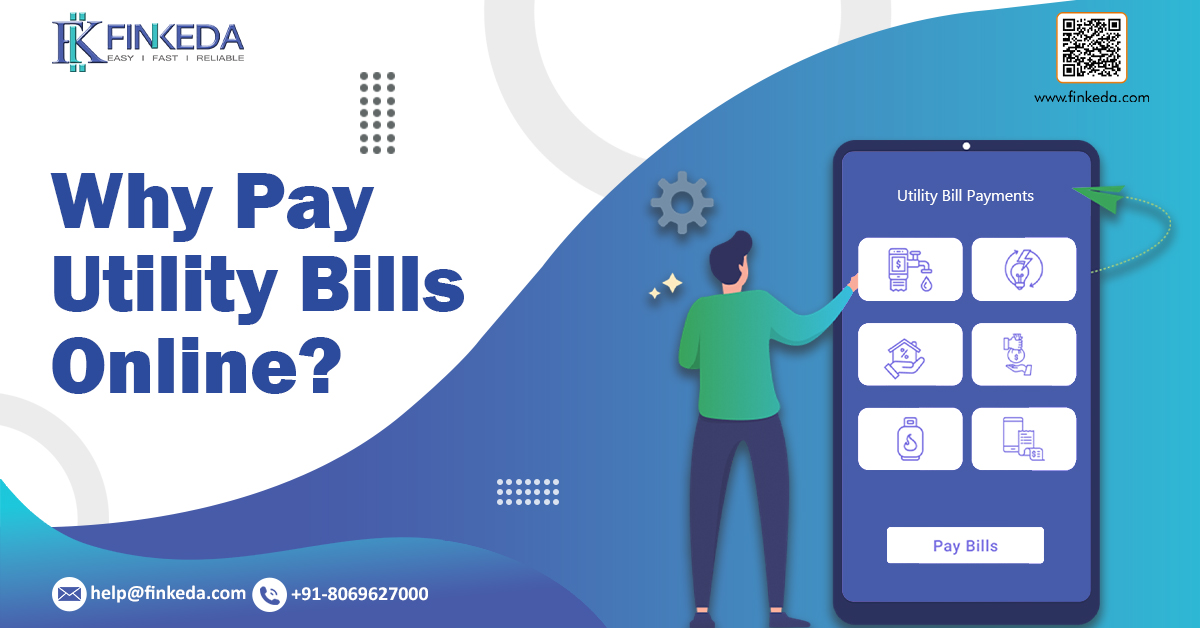 FINKEDA
EASY | FAST | RELIABLE
www.finkeda.com
Why Pay
Utility Bills
Online?
Utility Bill Payments
Pay Bills
help@finkeda.com
+91-8069627000